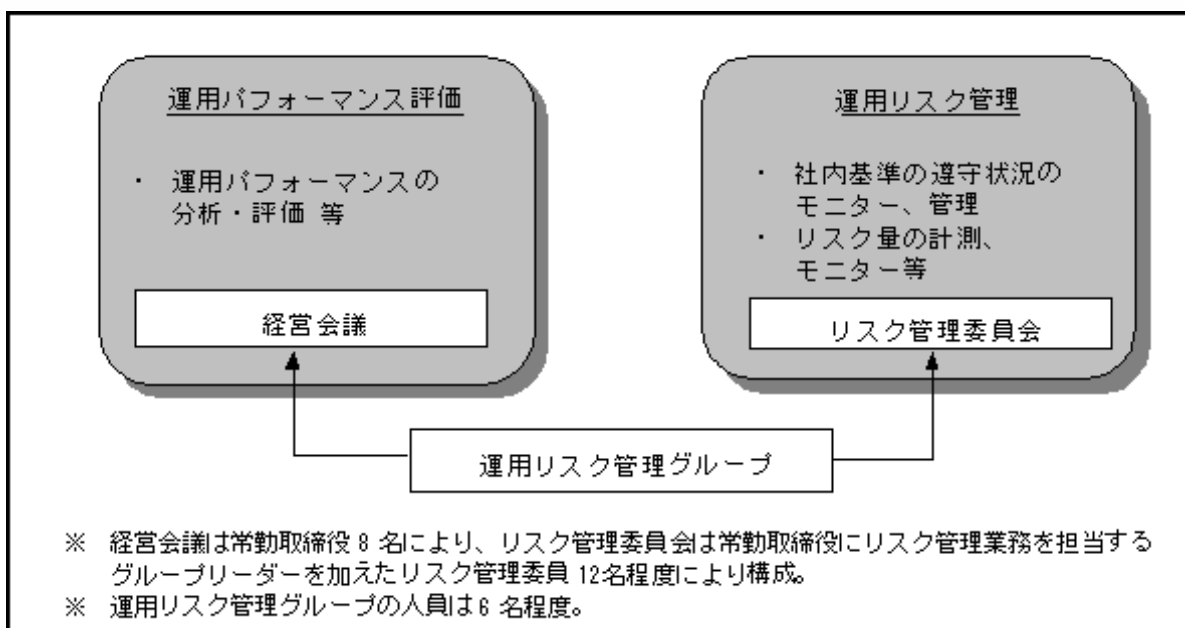 運用パフォーマンス評価
・ 運用パフォーマンスの
分析・評価 等
経営会議
運用リスク管理
・ 社内基準の遵守状況の
モニター、管理
・ リスク量の計測、
モニター等
リスク管理委員会
運用リスク管理グループ
※ 経営会議は常勤取締役 8 名により、リスク管理委員会は常勤取締役にリスク管理業務を担当する
グループリーダーを加えたリスク管理委員 12名程度により構成。
※ 運用リスク管理グループの人員は6 名程度。